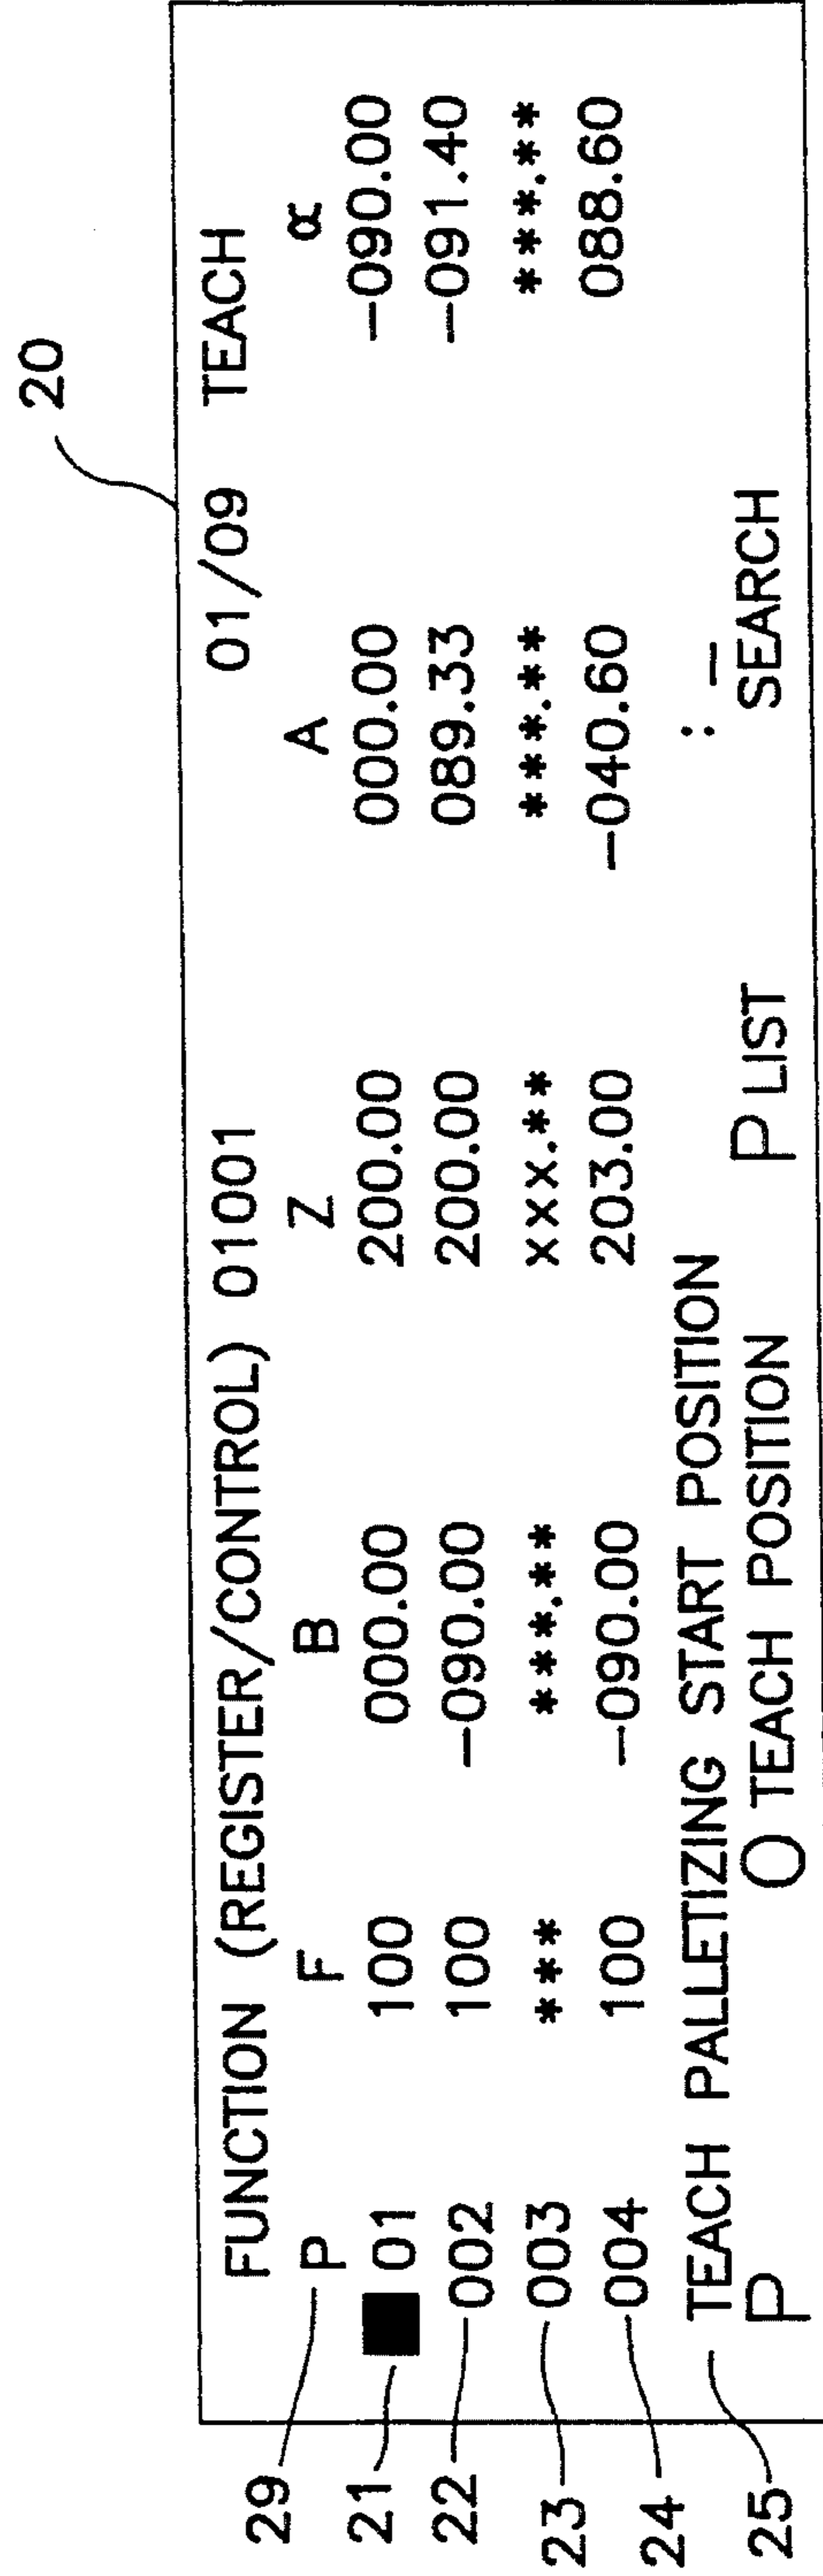 20
FUNCTION (REGISTER/CONTROL) 01001 01/09 TEACH
29 P F B Z A α
21 ■01 100 000.00 200.00 000.00 -090.00
22 002 100 -090.00 200.00 089.33 -091.40
23 003 *** ***.** xxx.** ***.** ***.**
24 004 100 -090.00 203.00 -040.60 088.60
25 TEACH PALLETIZING START POSITION : _
P O TEACH POSITION P LIST SEARCH